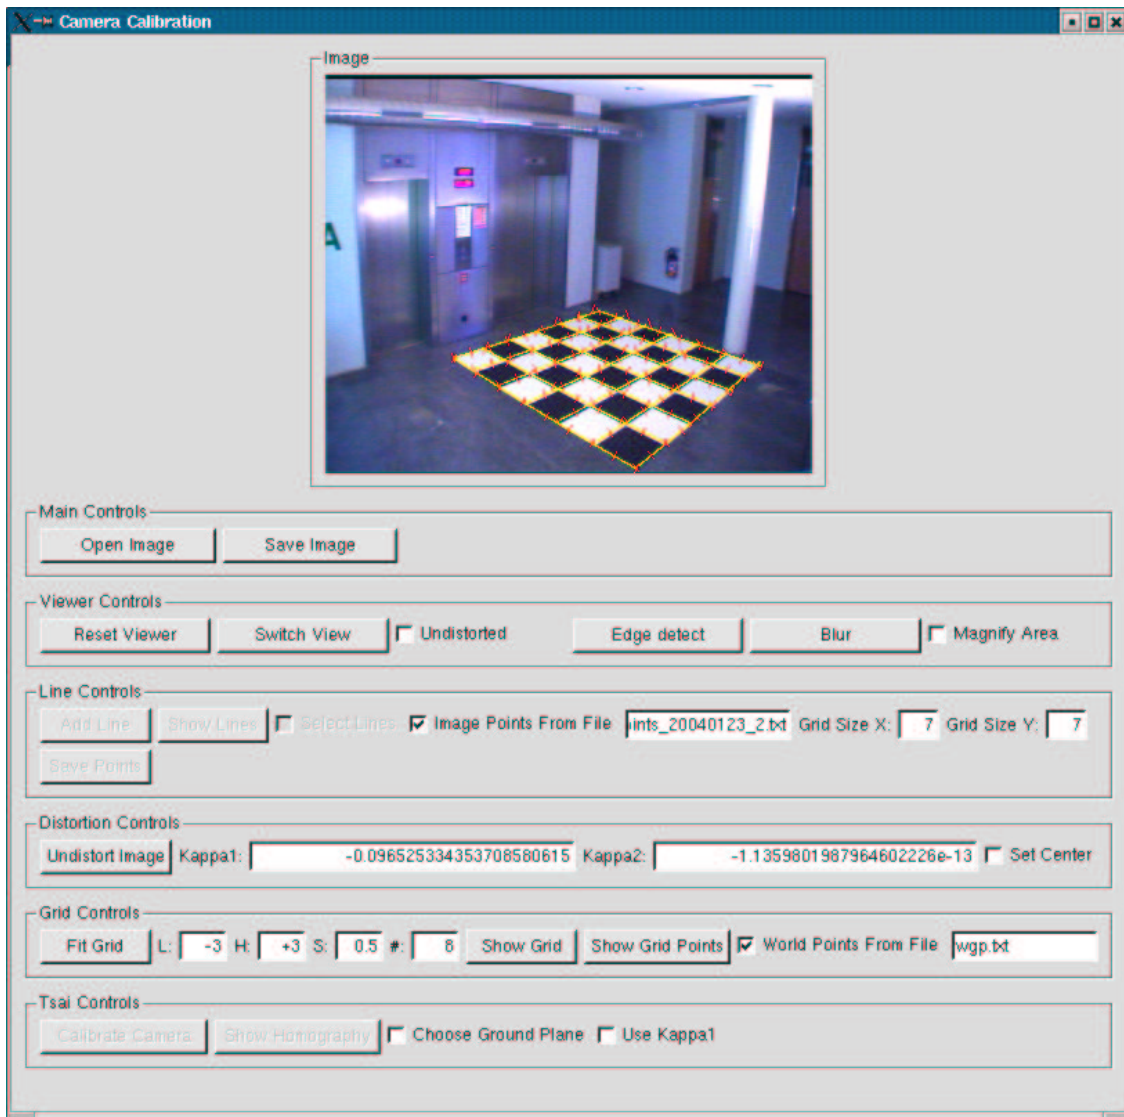 Camera Calibration
Image
A
Main Controls
Open Image Save Image
Viewer Controls
Reset Viewer Switch View Undistorted Edge detect Blur Magnify Area
Line Controls
Add Line Show Lines Select Lines Image Points From File ints_20040123_2.txt Grid Size X: 7 Grid Size Y: 7
Save Points
Distortion Controls
Undistort Image Kappa1: -0.096525334353708580615 Kappa2: -1.1359801987964602226e-13 Set Center
Grid Controls
Fit Grid L: -3 H: +3 S: 0.5 #: 8 Show Grid Show Grid Points World Points From File wgp.txt
Tsai Controls
Calibrate Camera Show Homography Choose Ground Plane Use Kappa1